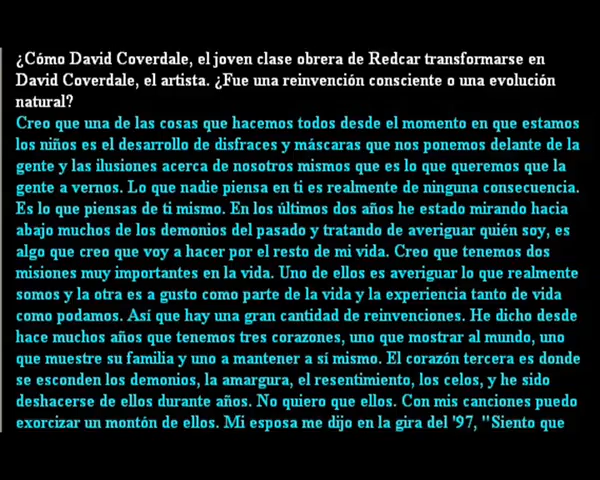 ¿Cómo David Coverdale, el joven clase obrera de Redcar transformarse en
David Coverdale, el artista. ¿Fue una reinvención consciente o una evolución
natural?
Creo que una de las cosas que hacemos todos desde el momento en que estamos
los niños es el desarrollo de disfraces y máscaras que nos ponemos delante de la
gente y las ilusiones acerca de nosotros mismos que es lo que queremos que la
gente a vernos. Lo que nadie piensa en ti es realmente de ninguna consecuencia.
Es lo que piensas de ti mismo. En los últimos dos años he estado mirando hacia
abajo muchos de los demonios del pasado y tratando de averiguar quién soy, es
algo que creo que voy a hacer por el resto de mi vida. Creo que tenemos dos
misiones muy importantes en la vida. Uno de ellos es averiguar lo que realmente
somos y la otra es a gusto como parte de la vida y la experiencia tanto de vida
como podamos. Así que hay una gran cantidad de reinvenciones. He dicho desde
hace muchos años que tenemos tres corazones, uno que mostrar al mundo, uno
que muestre su familia y uno a mantener a sí mismo. El corazón tercera es donde
se esconden los demonios, la amargura, el resentimiento, los celos, y he sido
deshacerse de ellos durante años. No quiero que ellos. Con mis canciones puedo
exorcizar un montón de ellos. Mi esposa me dijo en la gira del '97, "Siento que